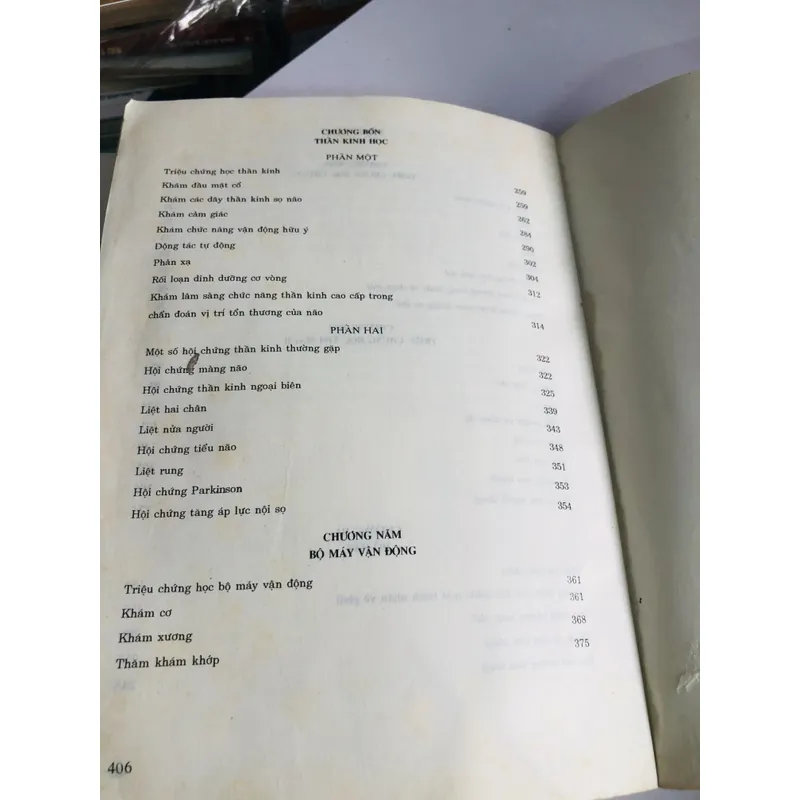 CHƯƠNG BỐN
THẦN KINH HỌC
PHẦN MỘT
Triệu chứng học thần kinh 259
Khám đầu mặt cổ 259
Khám các dây thần kinh sọ não 262
Khám cảm giác 284
Khám chức năng vận động hữu ý 296
Động tác tự động 302
Phản xạ 304
Rối loạn dinh dưỡng cơ vòng 312
Khám lâm sàng chức năng thần kinh cao cấp trong
chẩn đoán vị trí tổn thương của não 314
PHẦN HAI
Một số hội chứng thần kinh thường gặp 322
Hội chứng màng não 322
Hội chứng thần kinh ngoại biên 325
Liệt hai chân 339
Liệt nửa người 343
Hội chứng tiểu não 348
Liệt rung 351
Hội chứng Parkinson 353
Hội chứng tăng áp lực nội sọ 354
CHƯƠNG NĂM
BỘ MÁY VẬN ĐỘNG
Triệu chứng học bộ máy vận động 361
Khám cơ 361
Khám xương 368
Thăm khám khớp 375
406